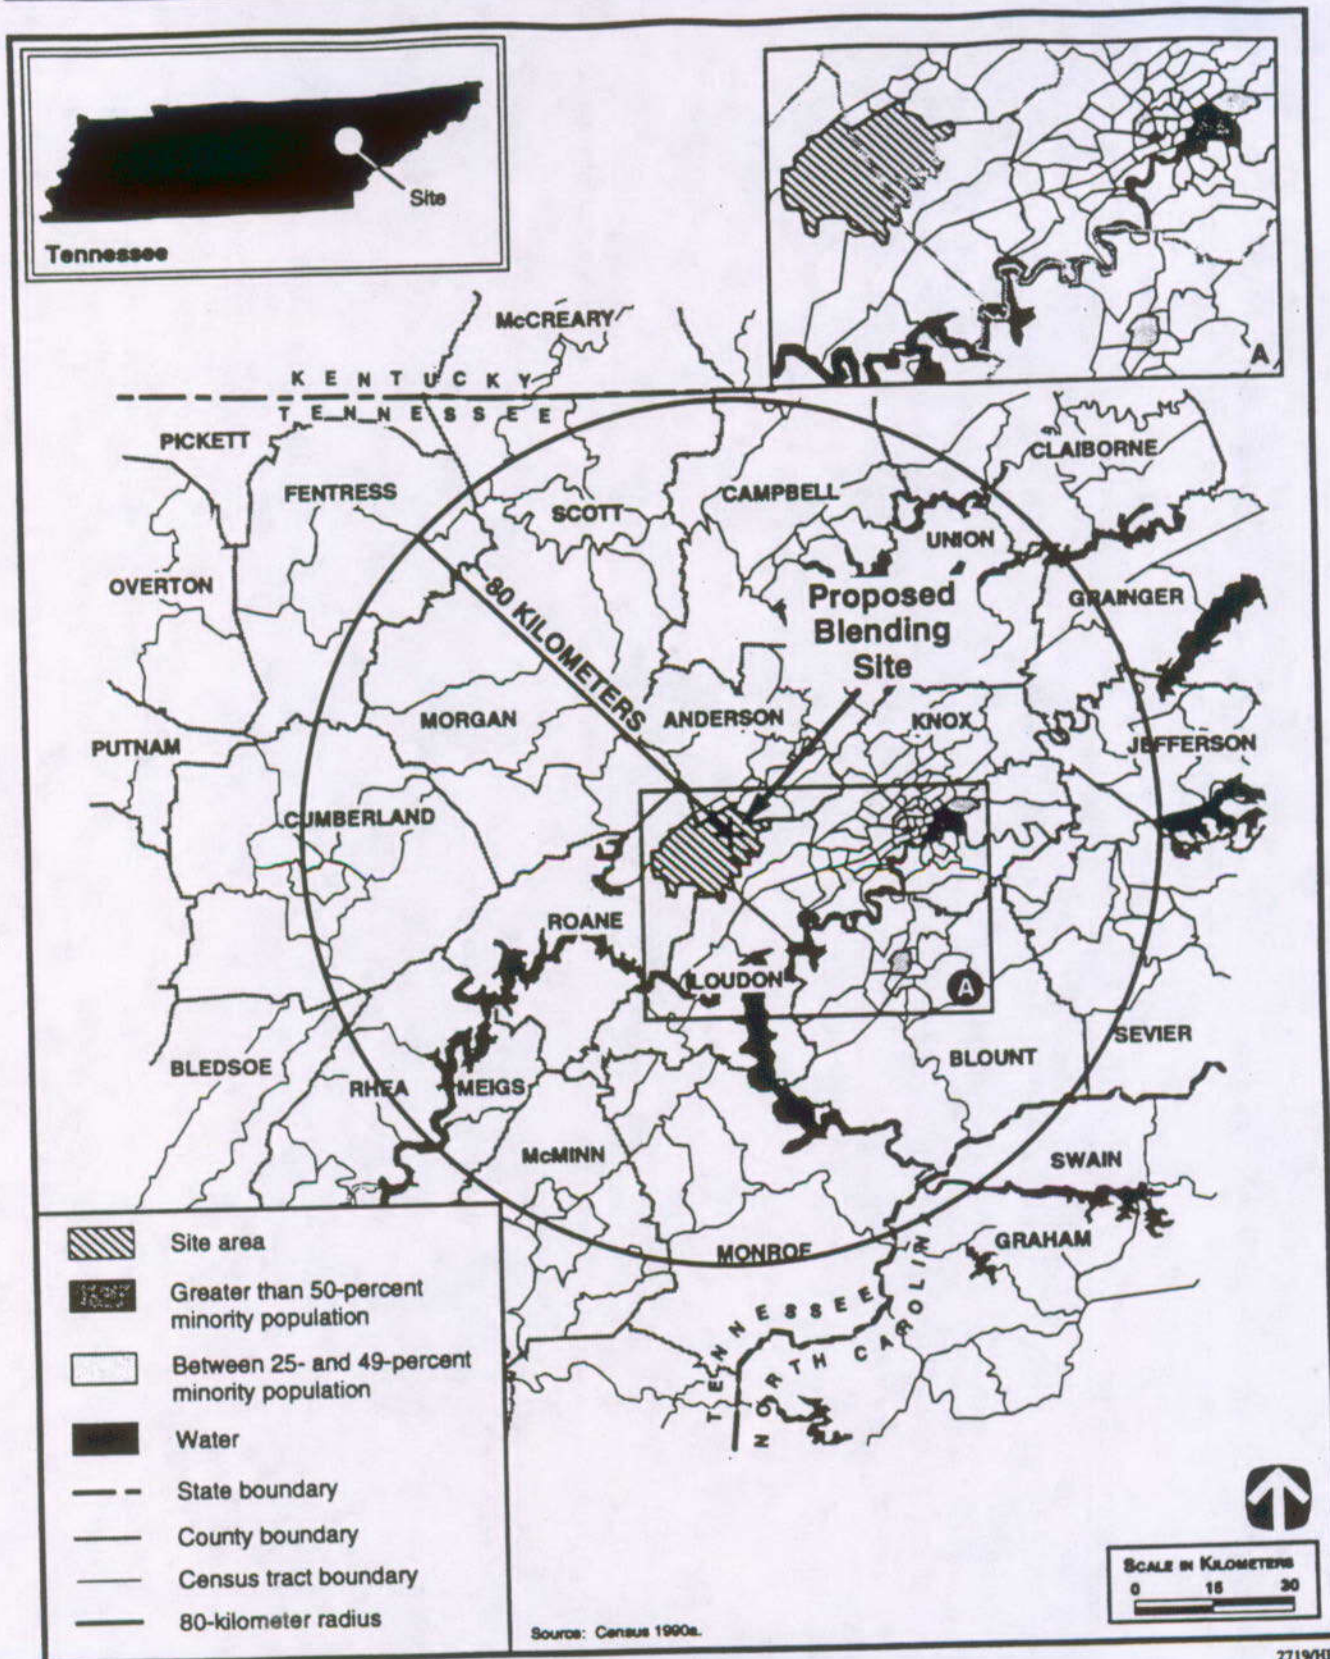 Site
Tennessee
A
McCREARY
KENTUCKY
TENNESSEE
PICKETT
CLAIBORNE
FENTRESS
CAMPBELL
SCOTT
UNION
OVERTON
80 KILOMETERS
Proposed
Blending
Site
GRAINGER
MORGAN
ANDERSON
KNOX
PUTNAM
JEFFERSON
CUMBERLAND
ROANE
LOUDON
A
SEVIER
BLEDSOE
RHEA
MEIGS
BLOUNT
McMINN
SWAIN
MONROE
GRAHAM
TENNESSEE
NORTH CAROLINA
Site area
Greater than 50-percent
minority population
Between 25- and 49-percent
minority population
Water
State boundary
County boundary
Census tract boundary
80-kilometer radius
SCALE IN KILOMETERS
0 15 30
Source: Census 1990a.